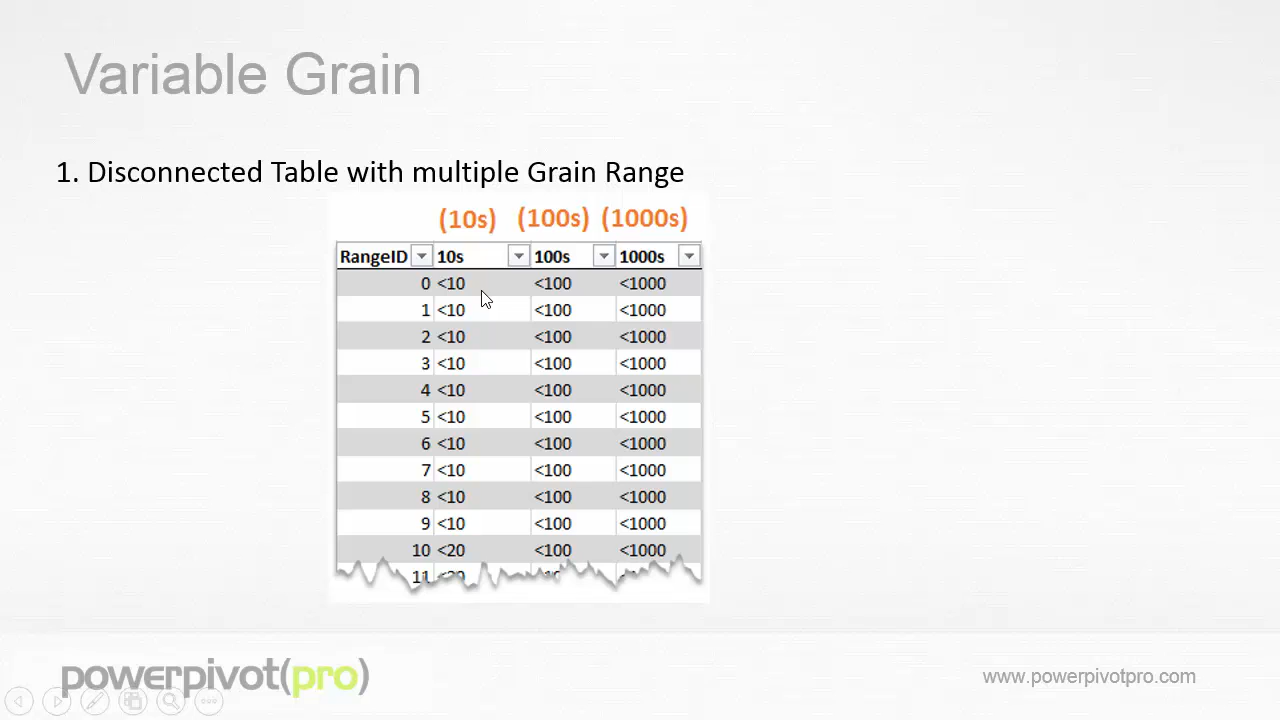 Variable Grain
1. Disconnected Table with multiple Grain Range
(10s) (100s) (1000s)
RangeID 10s 100s 1000s
0 <10 <100 <1000
1 <10 <100 <1000
2 <10 <100 <1000
3 <10 <100 <1000
4 <10 <100 <1000
5 <10 <100 <1000
6 <10 <100 <1000
7 <10 <100 <1000
8 <10 <100 <1000
9 <10 <100 <1000
10 <20 <100 <1000
11 <20
powerpivot(pro)
www.powerpivotpro.com